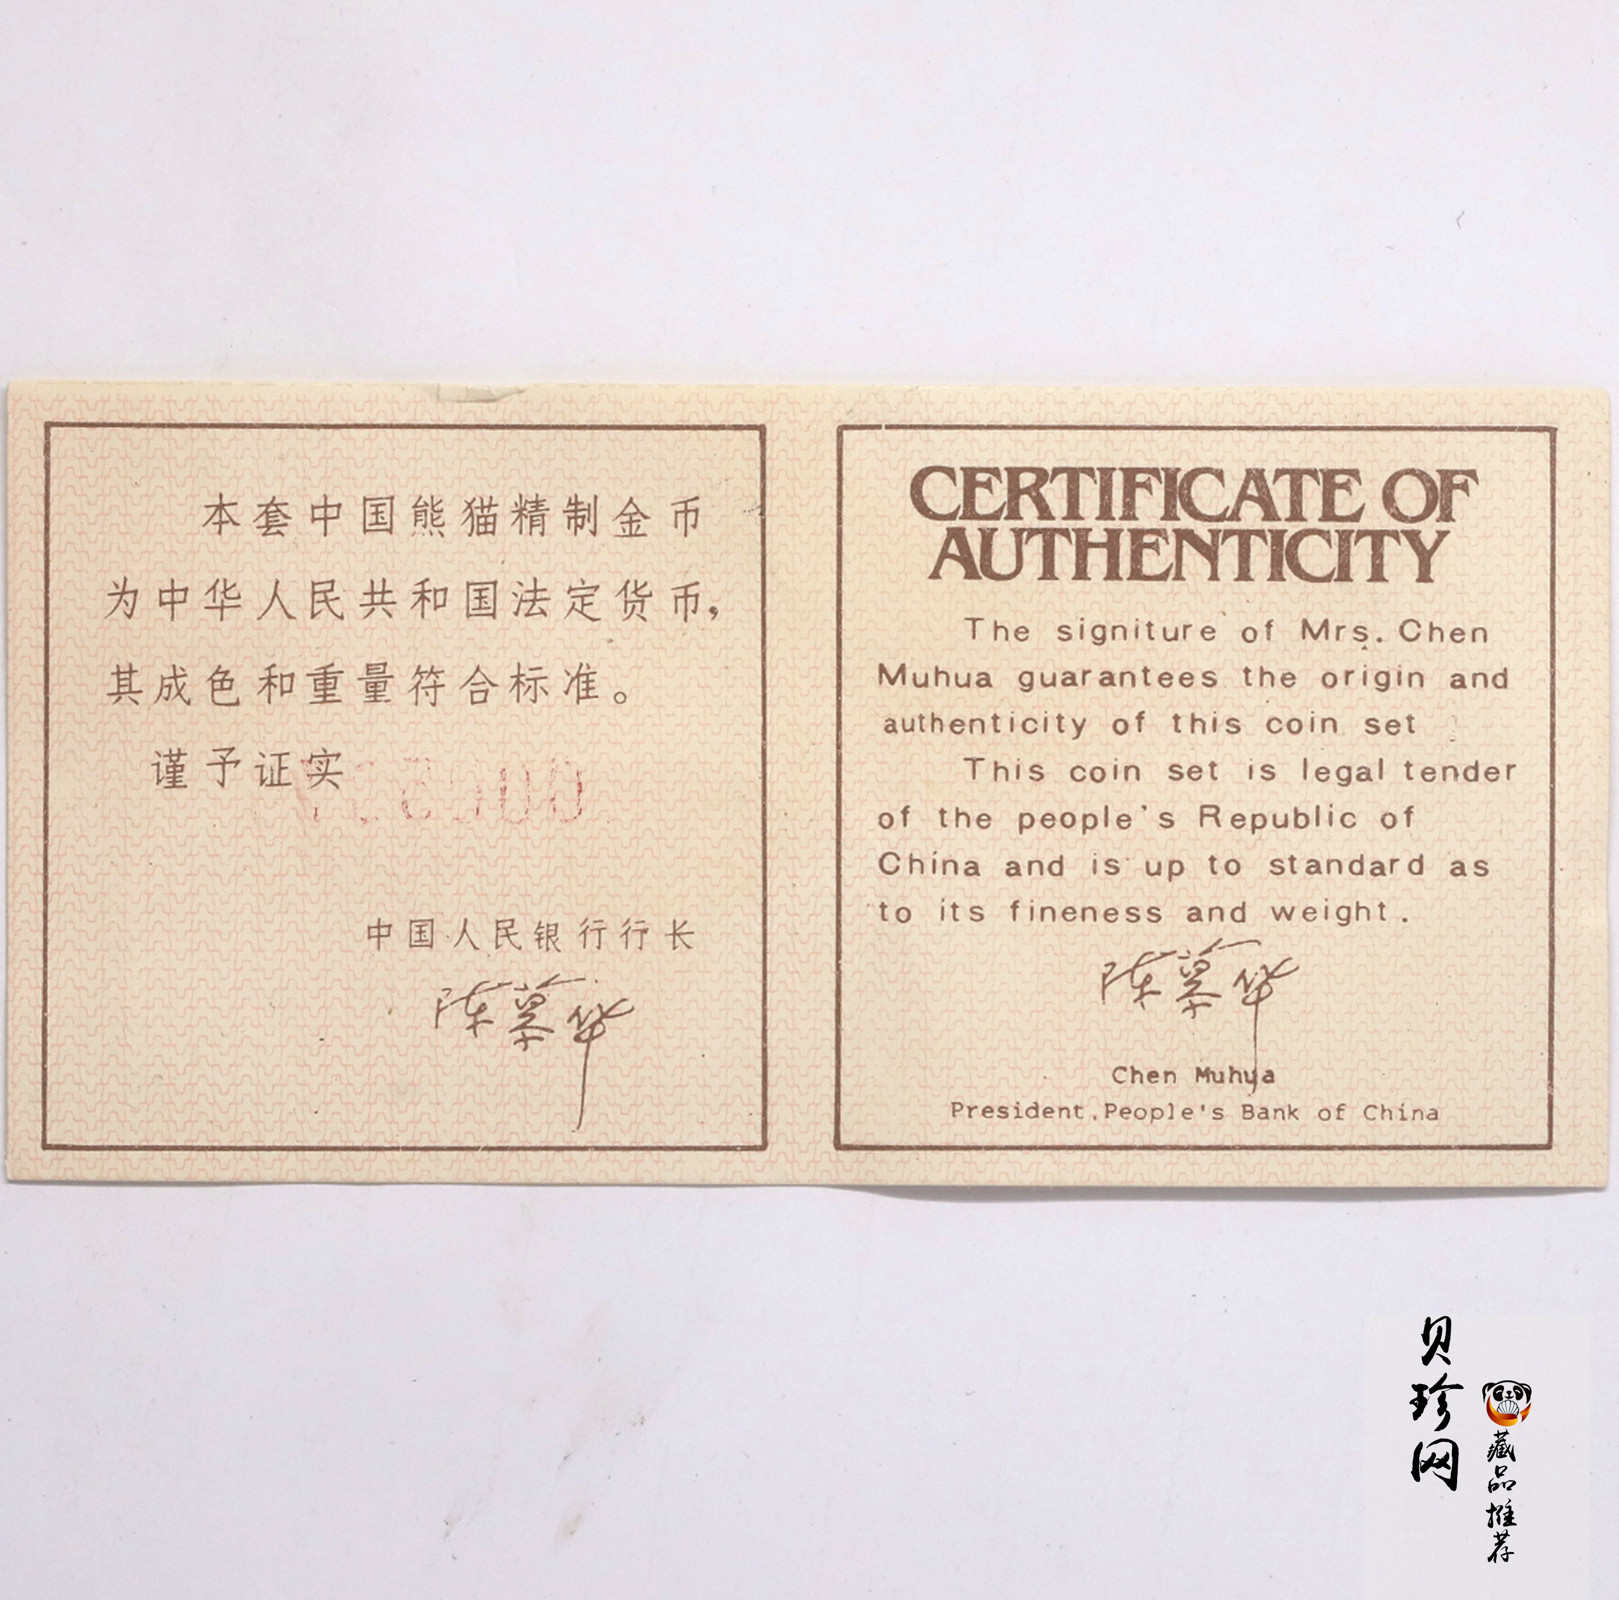 本套中国熊猫精制金币
为中华人民共和国法定货币,
其成色和重量符合标准。
谨予证实
中国人民银行行长
陈慕华
CERTIFICATE OF
AUTHENTICITY
The signiture of Mrs. Chen
Muhua guarantees the origin and
authenticity of this coin set
This coin set is legal tender
of the people's Republic of
China and is up to standard as
to its fineness and weight.
陈慕华
Chen Muhua
President,People's Bank of China
贝珍网
藏品推荐